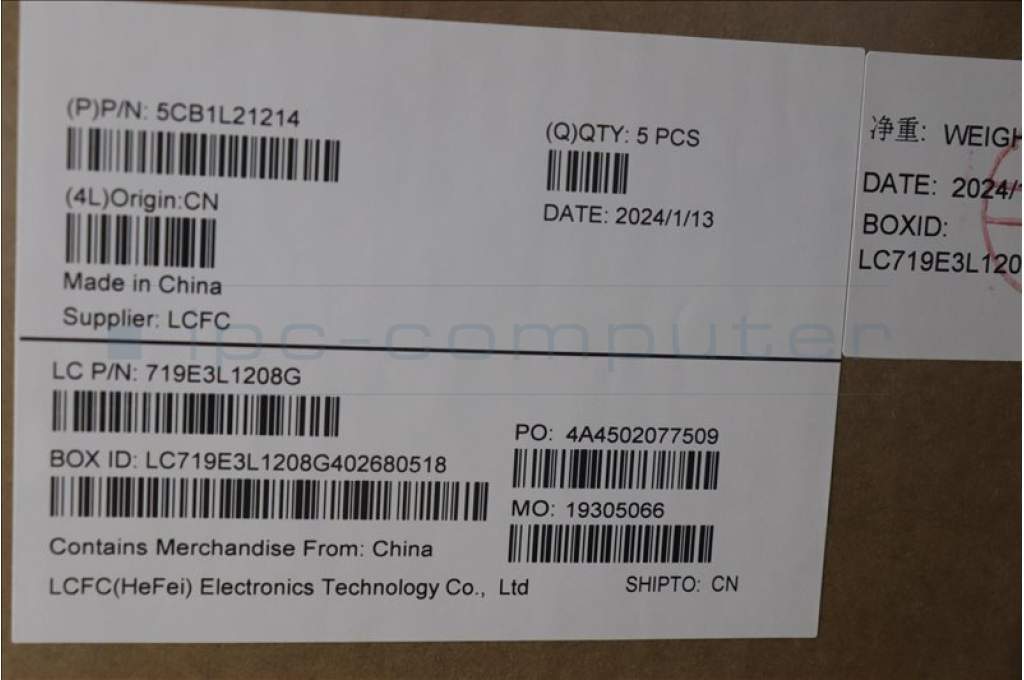 (P)P/N: 5CB1L21214
(Q)QTY: 5 PCS
(4L)Origin:CN
DATE: 2024/1/13
Made in China
Supplier: LCFC
LC P/N: 719E3L1208G
PO: 4A4502077509
BOX ID: LC719E3L1208G402680518
MO: 19305066
Contains Merchandise From: China
LCFC(HeFei) Electronics Technology Co., Ltd
SHIPTO: CN
净重:
DATE: 2024/
BOXID:
LC719E3L120
ipc-computer